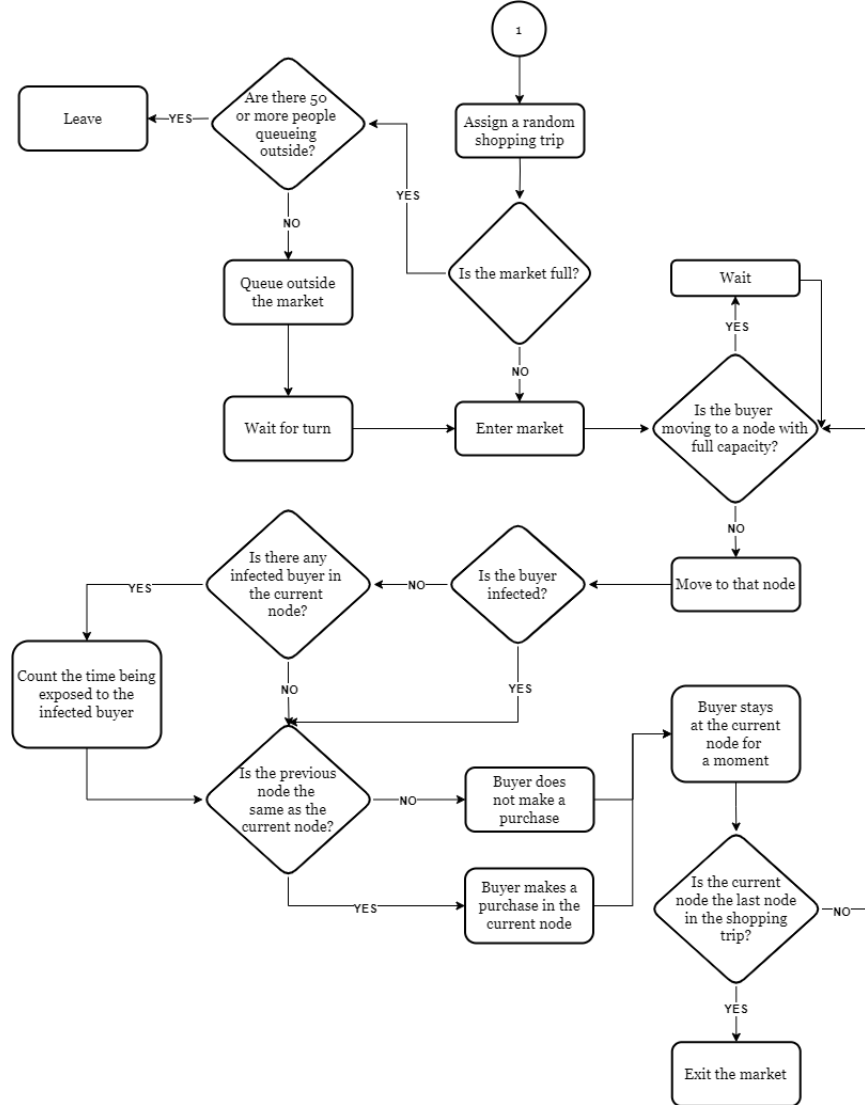 1
Assign a random
shopping trip
Are there 50
or more people
queueing
outside?
YES
Leave
YES
NO
Is the market full?
Queue outside
the market
NO
Wait
YES
Wait for turn
Enter market
Is the buyer
moving to a node with
full capacity?
NO
Move to that node
Is the buyer
infected?
NO
Is there any
infected buyer in
the current
node?
YES
Count the time being
exposed to the
infected buyer
NO
YES
Is the previous
node the
same as the
current node?
NO
Buyer does
not make a
purchase
YES
Buyer makes a
purchase in the
current node
Buyer stays
at the current
node for
a moment
Is the current
node the last node
in the shopping
trip?
NO
YES
Exit the market